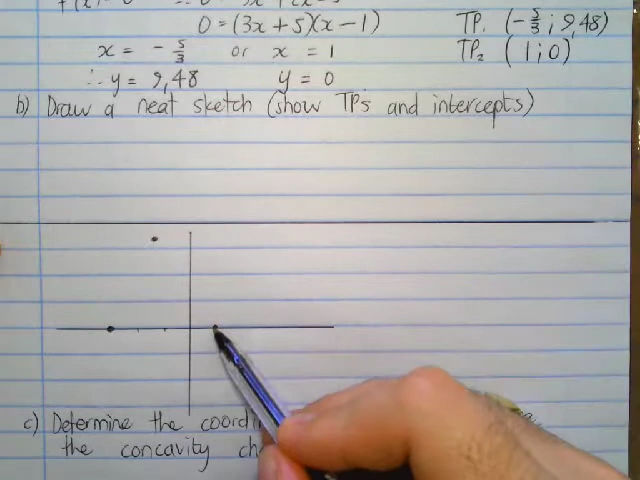 0 = (3x+5)(x-1)
TP₁ (-5/3 ; 9,48)
x = -5/3 or x = 1
TP₂ (1;0)
∴ y = 9,48 y = 0
b) Draw a neat sketch (show TPs and intercepts)
c) Determine the
the concavity